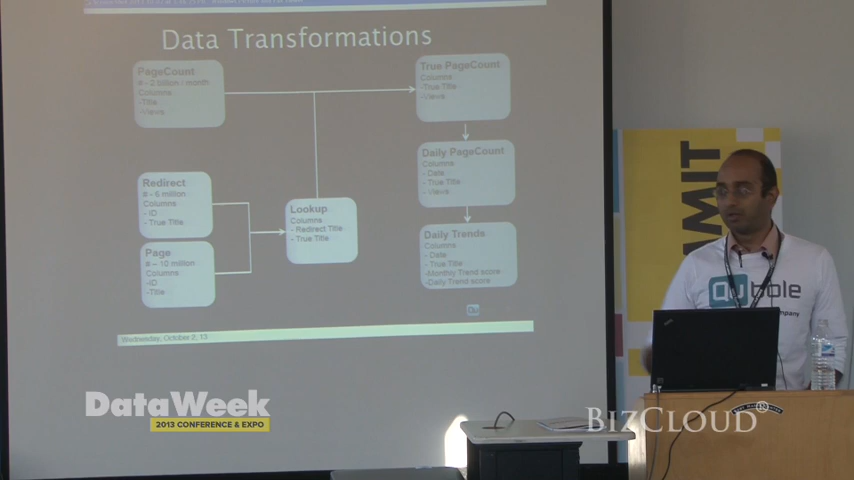 Data Transformations
PageCount
# ~ 2 billion / month
Columns
-Title
-Views
True PageCount
Columns
-True Title
-Views
Redirect
# ~ 6 million
Columns
- ID
- True Title
Page
# ~ 10 million
Columns
-ID
-Title
Lookup
Columns
- Redirect Title
- True Title
Daily PageCount
Columns
- Date
- True Title
- Views
Daily Trends
Columns
- Date
- True Title
-Monthly Trend score
-Daily Trend score
Wednesday, October 2, 13
MMIT
Qubole
DataWeek
2013 CONFERENCE & EXPO
BIZCLOUD